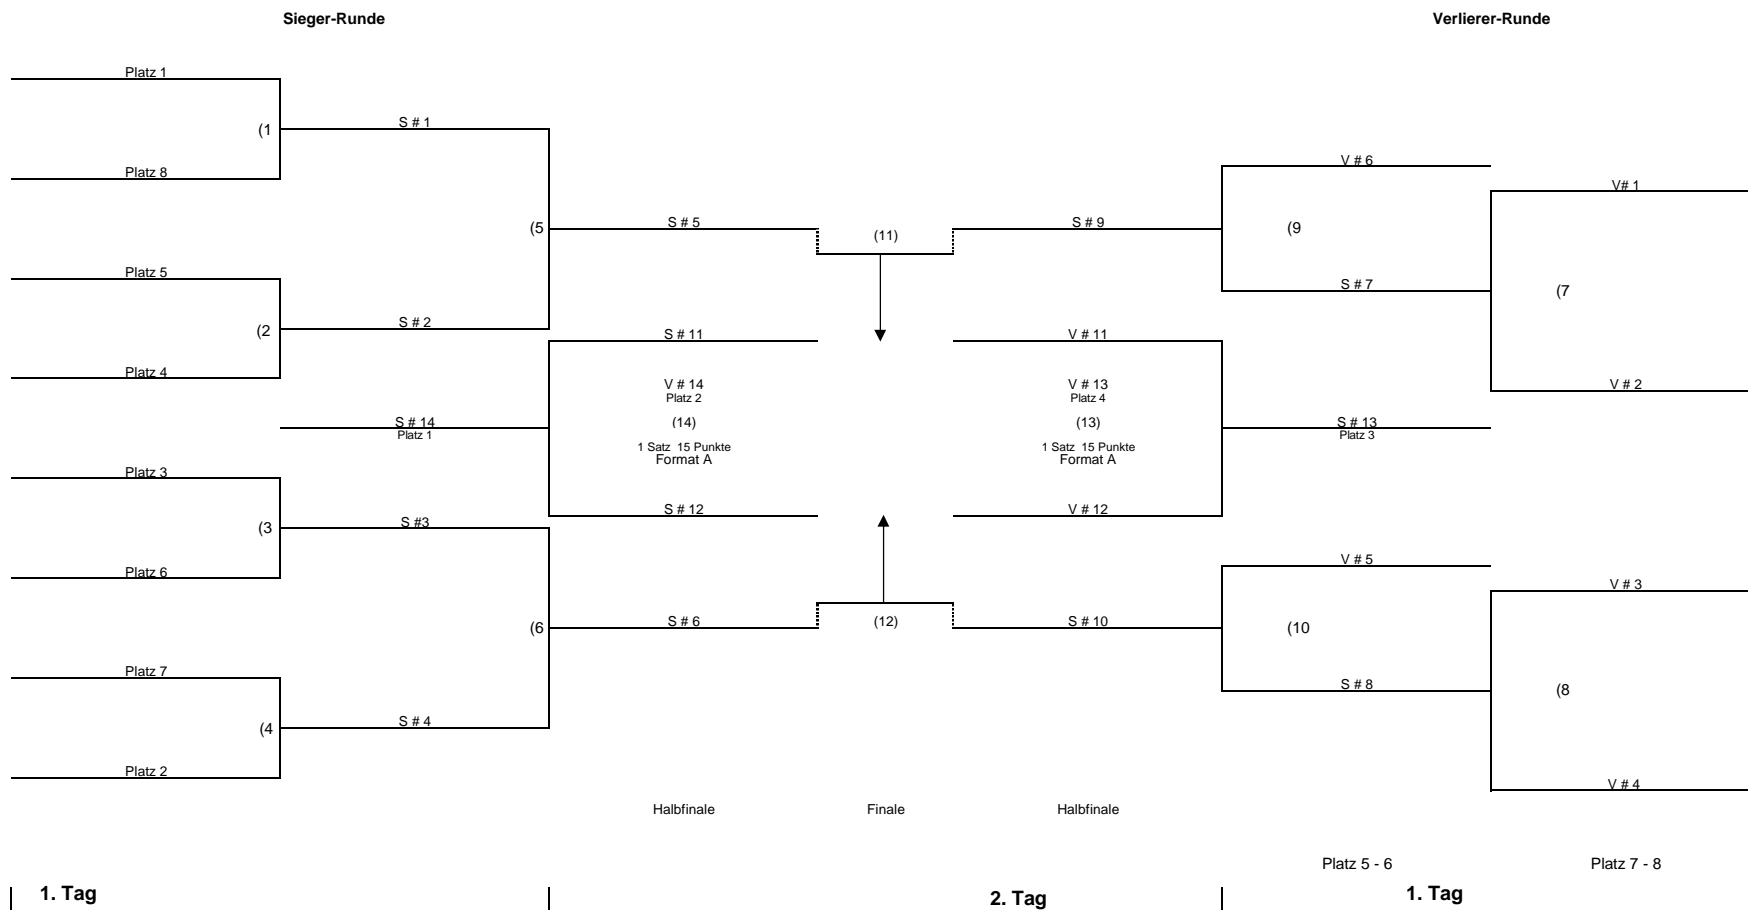 Sieger-Runde
Verlierer-Runde
Platz 1
(1
S # 1
Platz 8
V # 6
V# 1
(5
S # 5
(11)
S # 9
(9
Platz 5
S # 7
(7
(2
S # 2
S # 11
V # 11
Platz 4
V # 14
Platz 2
V # 13
Platz 4
V # 2
S # 14
Platz 1
(14)
(13)
S # 13
Platz 3
1 Satz 15 Punkte
Format A
1 Satz 15 Punkte
Format A
Platz 3
S # 12
V # 12
(3
S #3
Platz 6
V # 5
V # 3
(6
S # 6
(12)
S # 10
(10
Platz 7
S # 8
(8
(4
S # 4
Platz 2
V # 4
Halbfinale
Finale
Halbfinale
Platz 5 - 6
Platz 7 - 8
1. Tag
2. Tag
1. Tag